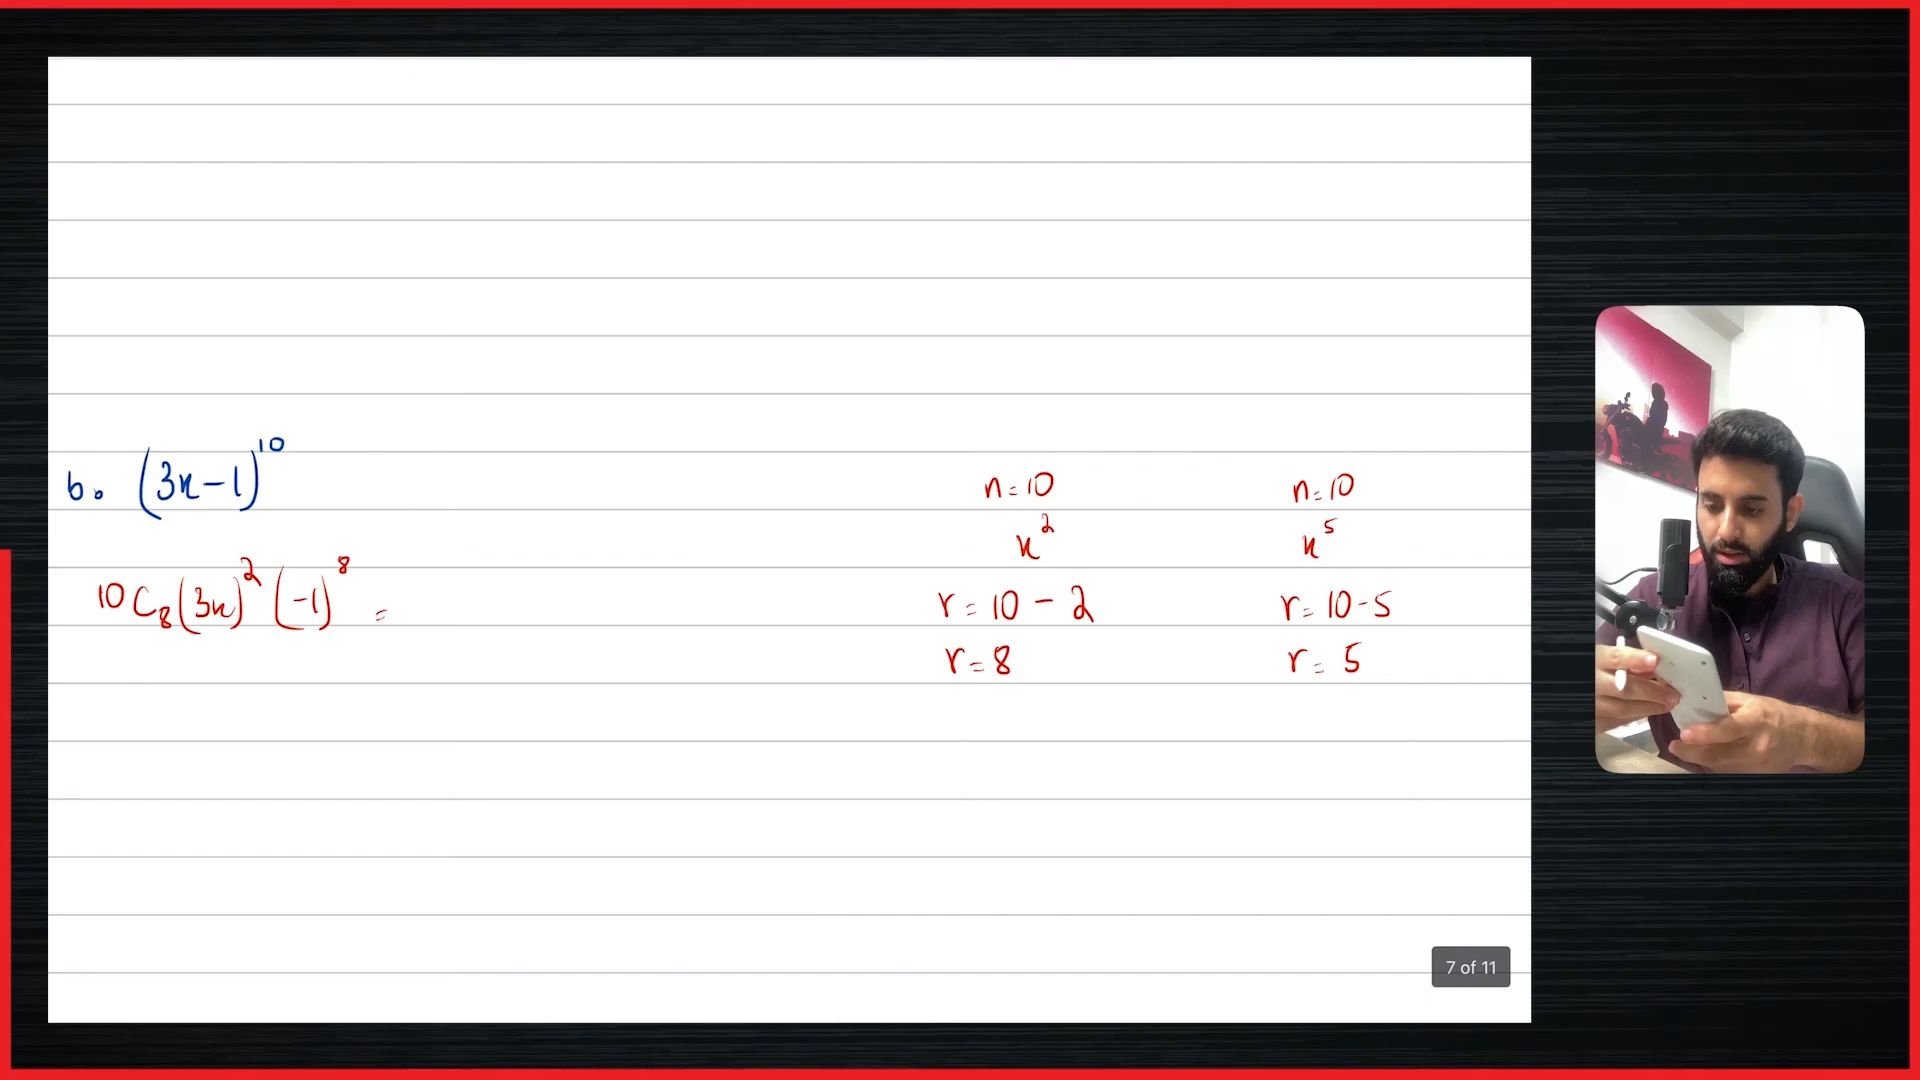 b. (3x-1)^10
10C8(3x)^2(-1)^8 =
n=10
x^2
r=10-2
r=8
n=10
x^5
r=10-5
r=5
7 of 11